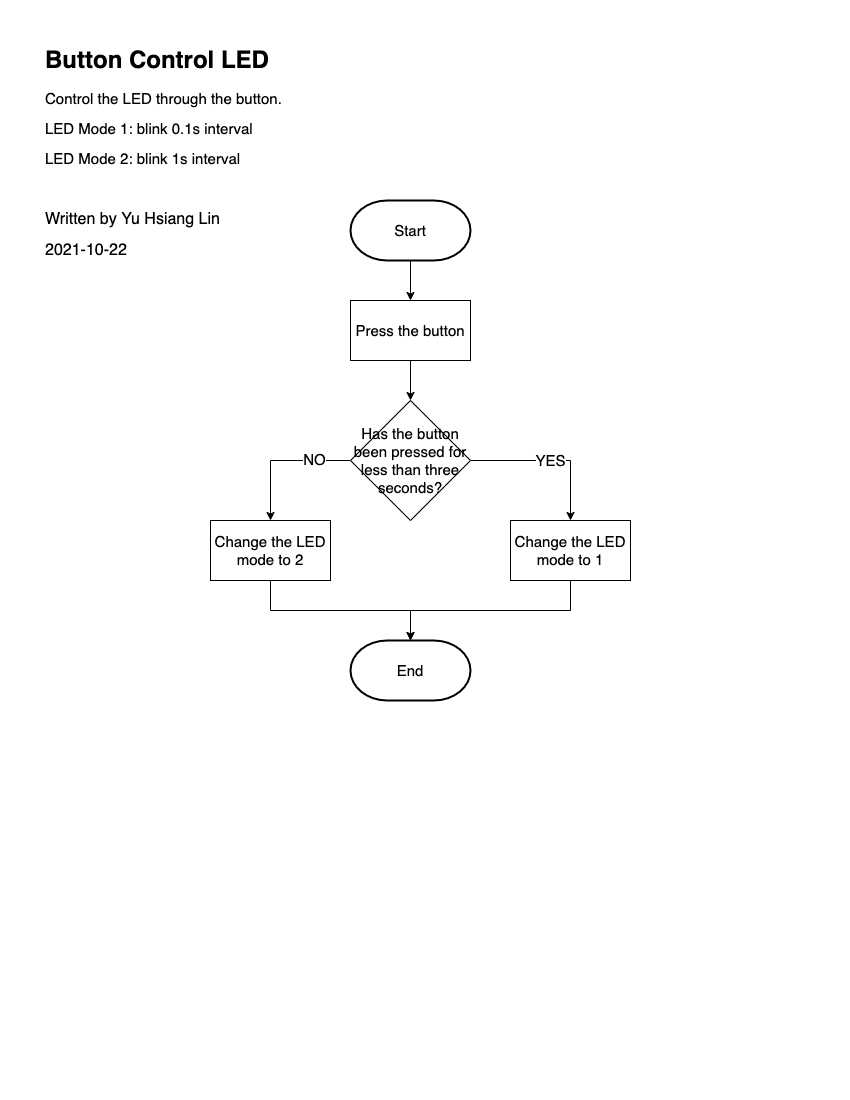 Button Control LED
Control the LED through the button.
LED Mode 1: blink 0.1s interval
LED Mode 2: blink 1s interval
Written by Yu Hsiang Lin
2021-10-22
Start
Press the button
Has the button
been pressed for
less than three
seconds?
NO
YES
Change the LED
mode to 2
Change the LED
mode to 1
End